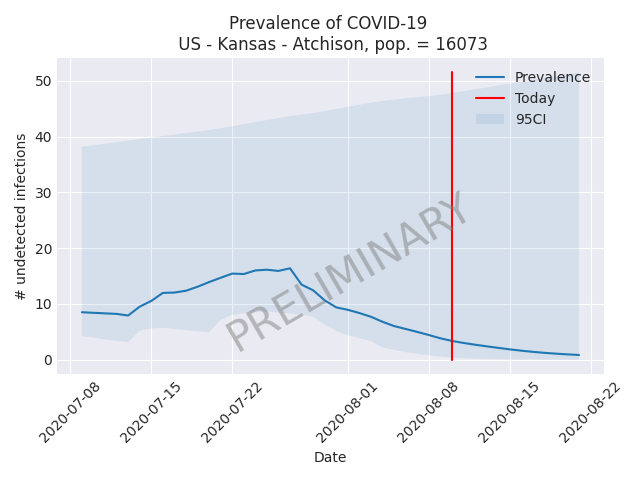 Prevalence of COVID-19
US - Kansas - Atchison, pop. = 16073
Prevalence
Today
95CI
PRELIMINARY
# undetected infections
50
40
30
20
10
0
2020-07-08
2020-07-15
2020-07-22
2020-08-01
2020-08-08
2020-08-15
2020-08-22
Date